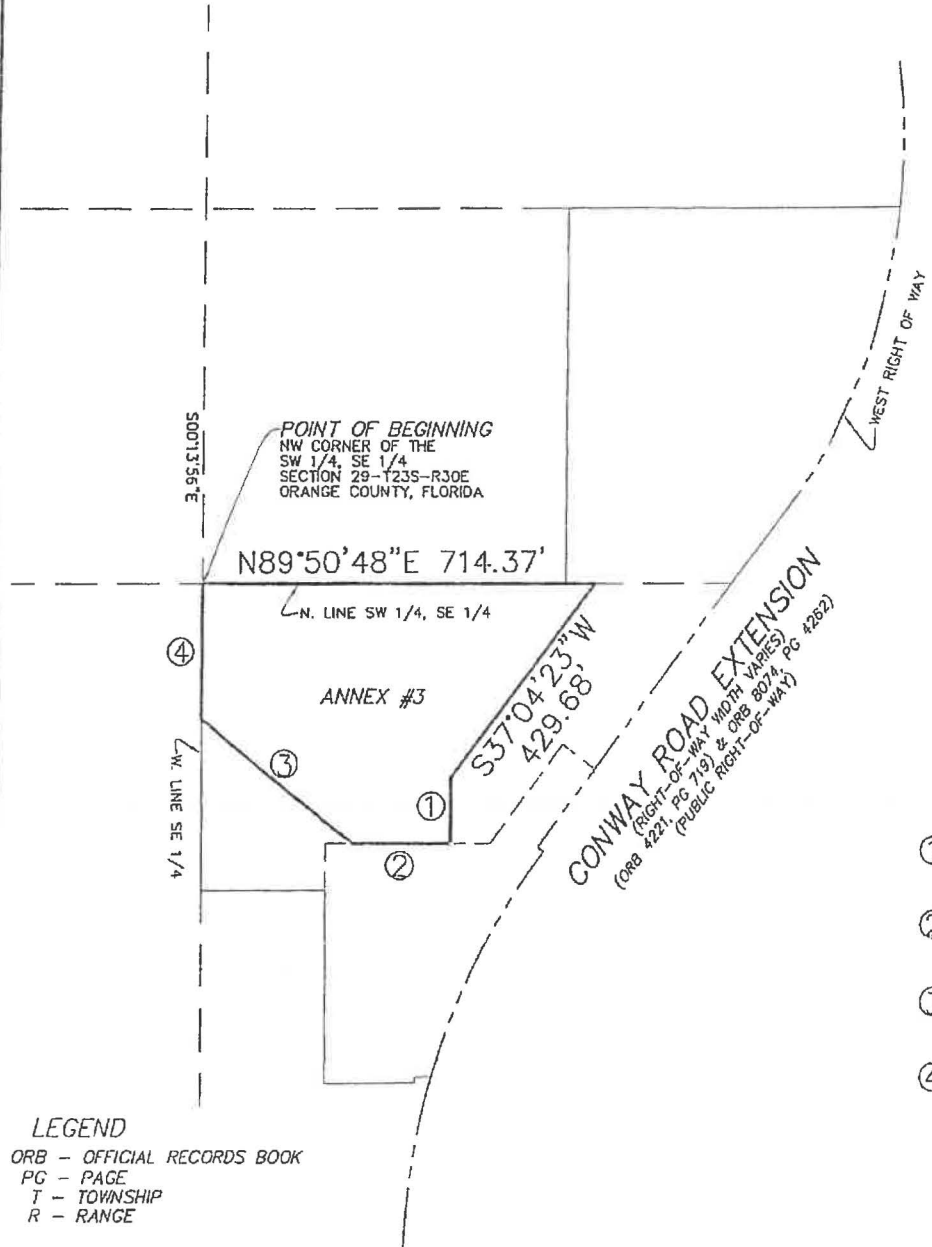 S00°13'56"E
POINT OF BEGINNING
NW CORNER OF THE
SW 1/4, SE 1/4
SECTION 29-T23S-R30E
ORANGE COUNTY, FLORIDA
WEST RIGHT OF WAY
N89°50'48"E 714.37'
N. LINE SW 1/4, SE 1/4
④
ANNEX #3
S37°04'23"W
429.68'
③
①
②
W. LINE SE 1/4
CONWAY ROAD EXTENSION
(RIGHT-OF-WAY WIDTH VARIES)
(ORB 4221, PG 719) & ORB 8074, PG 4262)
(PUBLIC RIGHT-OF-WAY)
④
LEGEND
ORB - OFFICIAL RECORDS BOOK
PG - PAGE
T - TOWNSHIP
R - RANGE